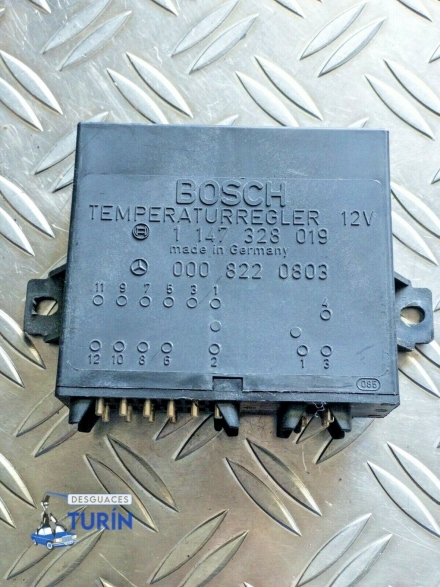 BOSCH
TEMPERATURREGLER 12V
1 147 328 019
made in Germany
000 822 0803
11 9 7 5 3 1
4
12 10 8 6 2 1 3
085
DESGUACES
TURÍN